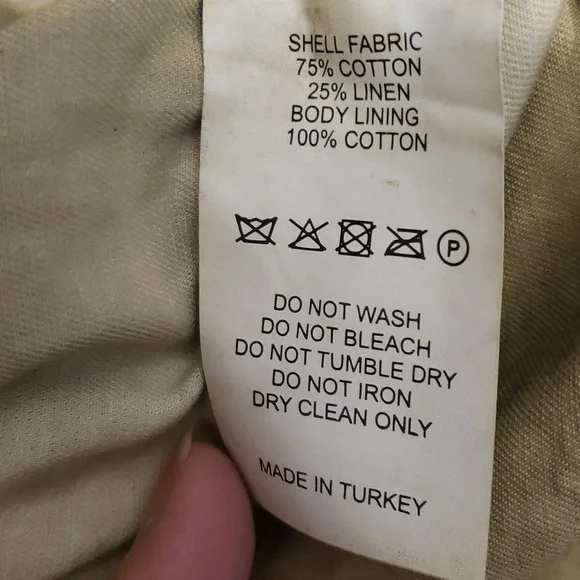 SHELL FABRIC
75% COTTON
25% LINEN
BODY LINING
100% COTTON
P
DO NOT WASH
DO NOT BLEACH
DO NOT TUMBLE DRY
DO NOT IRON
DRY CLEAN ONLY
MADE IN TURKEY